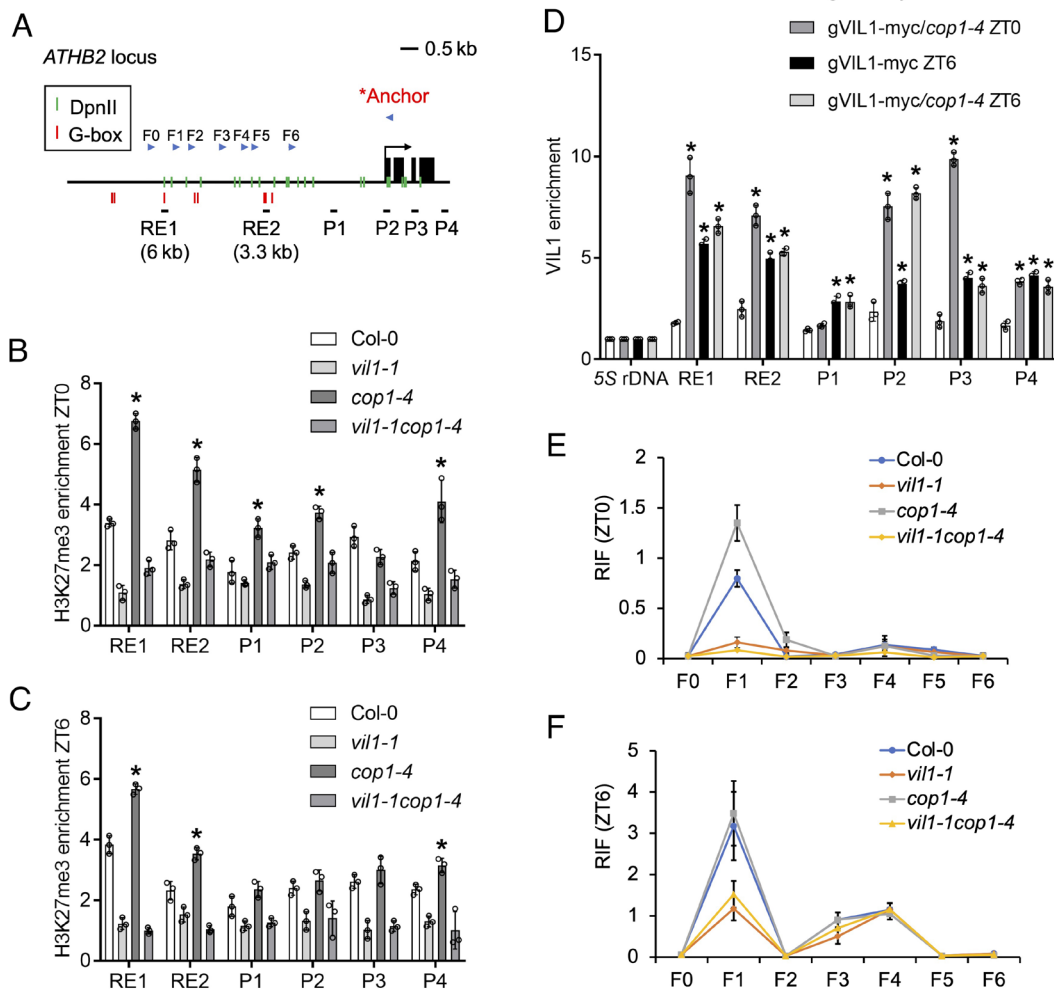 A
ATHB2 locus
0.5 kb
DpnII
G-box
*Anchor
F0 F1 F2 F3 F4 F5 F6
RE1 RE2 P1 P2 P3 P4
(6 kb) (3.3 kb)
B
H3K27me3 enrichment ZT0
Col-0
vil1-1
cop1-4
vil1-1cop1-4
8
6
4
2
0
* * * * *
RE1 RE2 P1 P2 P3 P4
C
H3K27me3 enrichment ZT6
Col-0
vil1-1
cop1-4
vil1-1cop1-4
8
6
4
2
0
* * *
RE1 RE2 P1 P2 P3 P4
D
gVIL1-myc/cop1-4 ZT0
gVIL1-myc ZT6
gVIL1-myc/cop1-4 ZT6
VIL1 enrichment
15
10
5
0
* * * * * * * * * * * * * * * * *
5S rDNA RE1 RE2 P1 P2 P3 P4
E
RIF (ZT0)
Col-0
vil1-1
cop1-4
vil1-1cop1-4
2
1.5
1
0.5
0
F0 F1 F2 F3 F4 F5 F6
F
RIF (ZT6)
Col-0
vil1-1
cop1-4
vil1-1cop1-4
5
4
3
2
1
0
F0 F1 F2 F3 F4 F5 F6